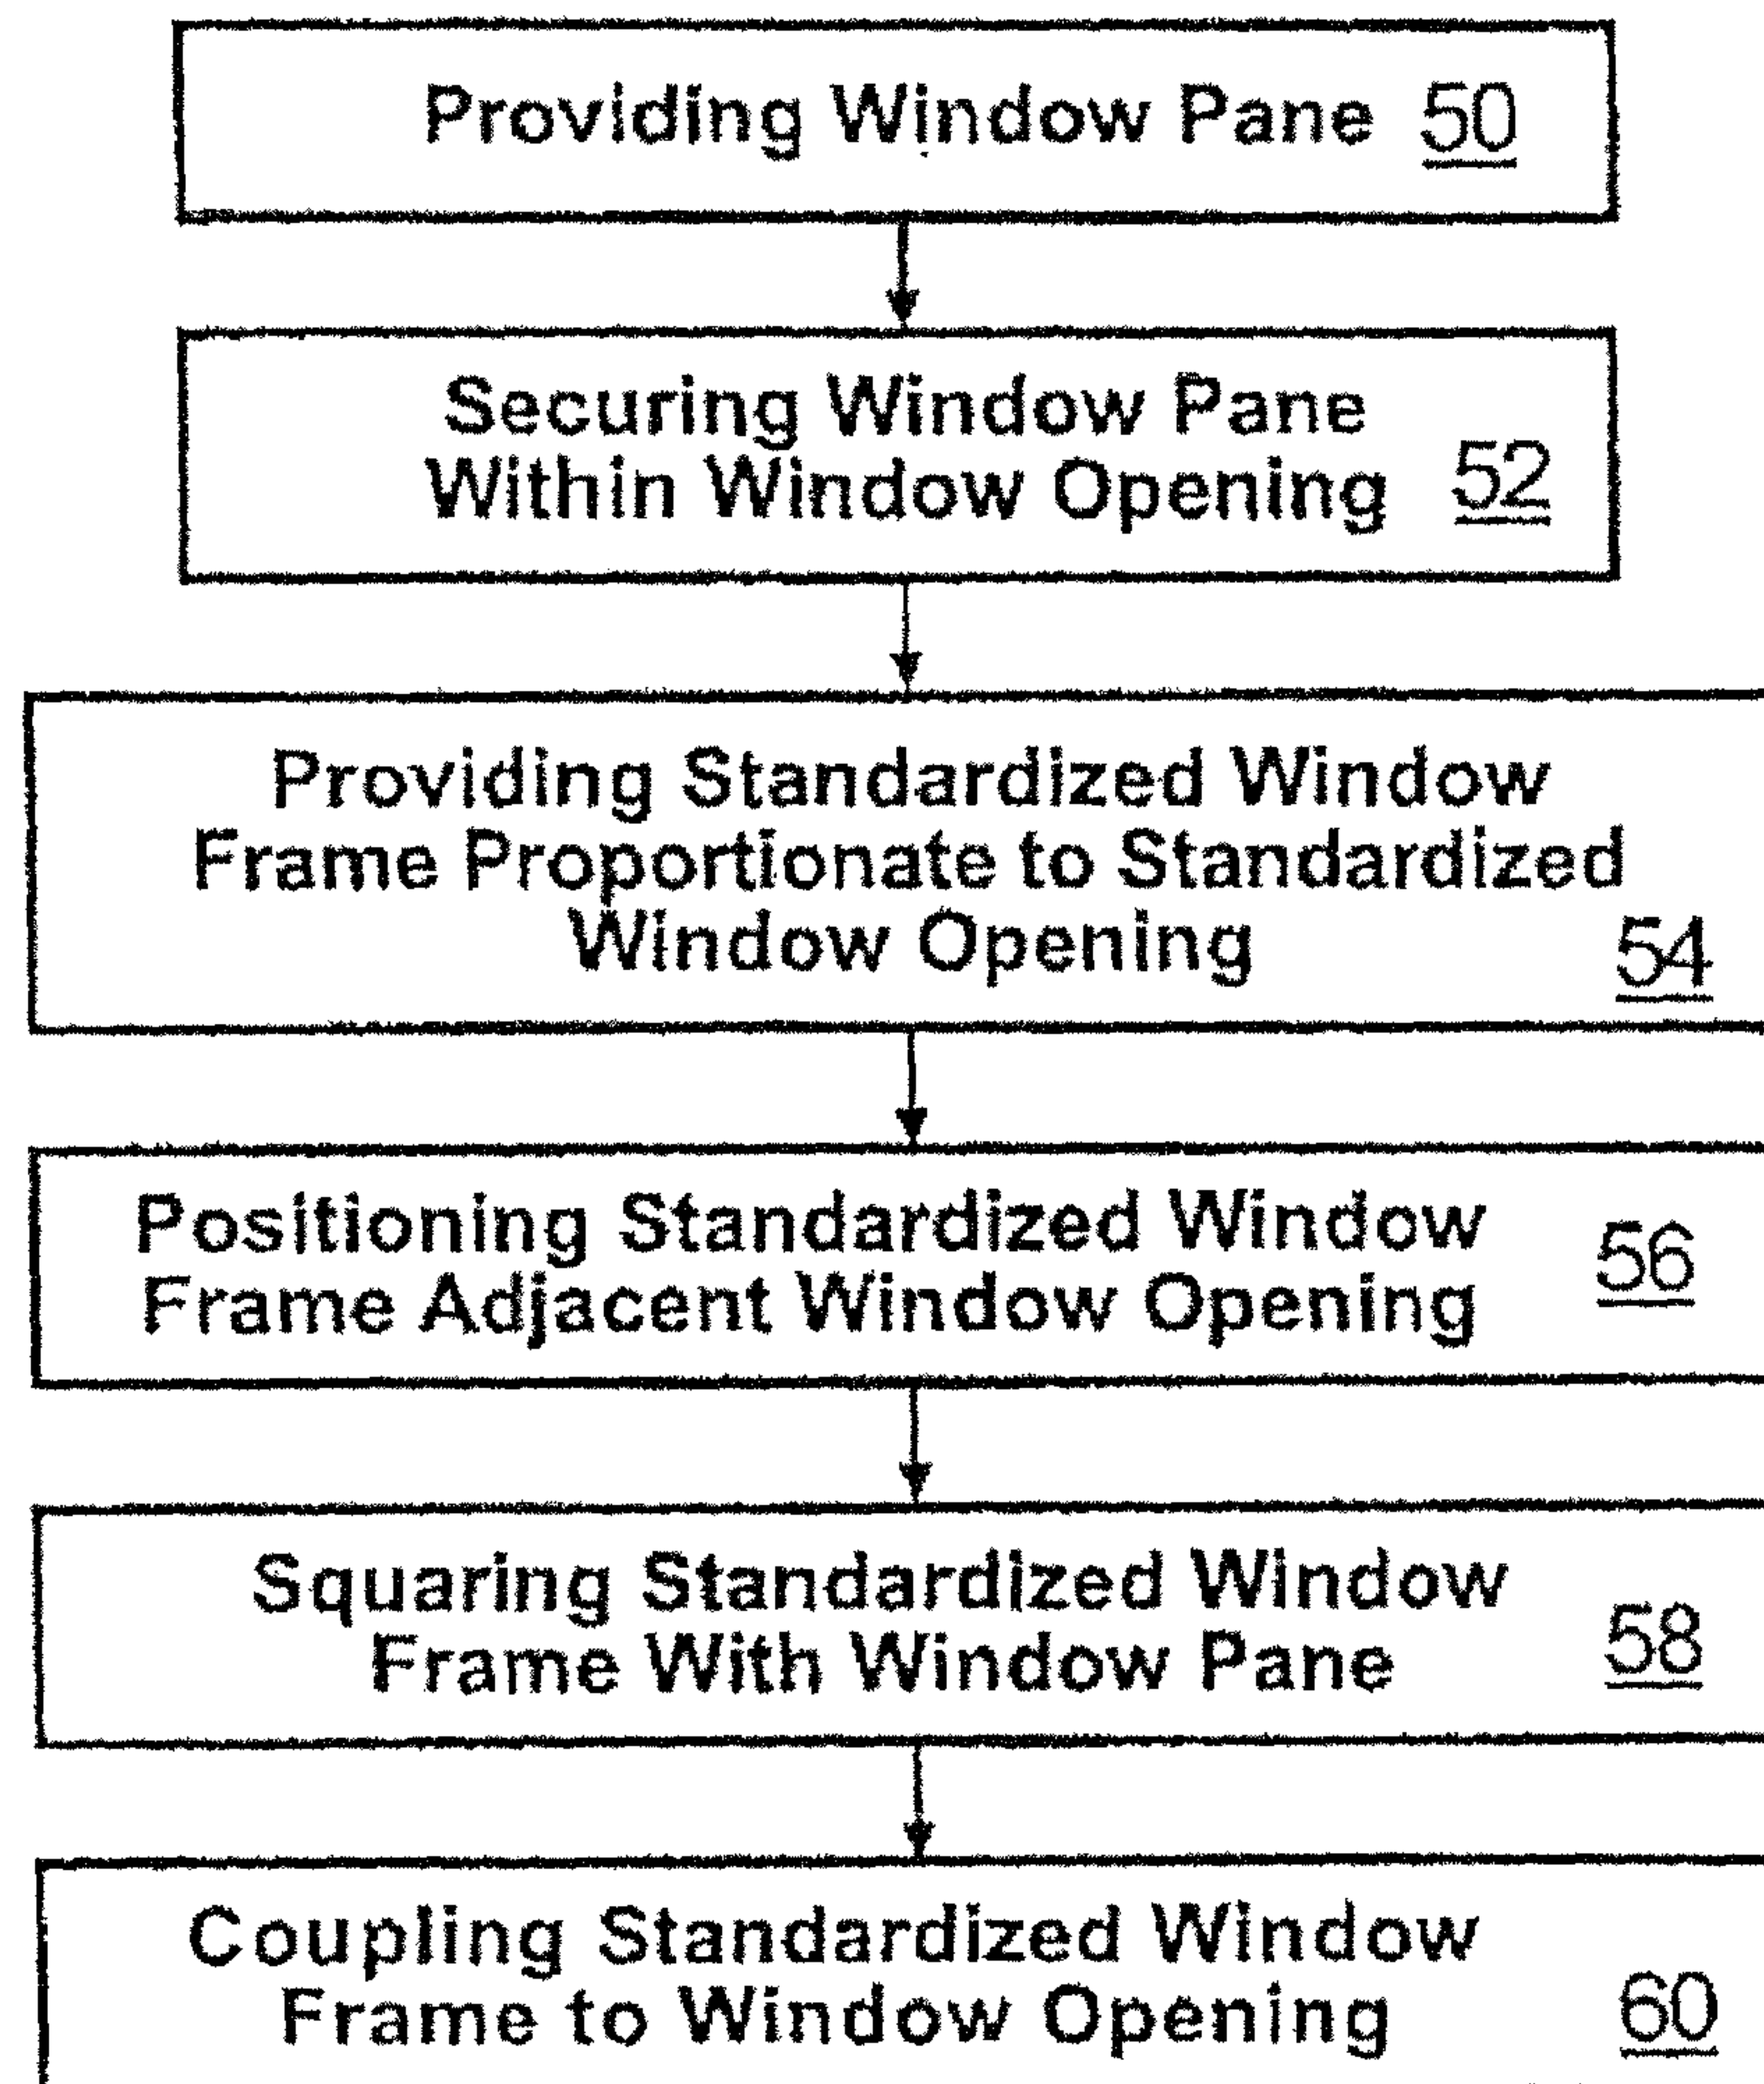 Providing Window Pane 50
Securing Window Pane
Within Window Opening 52
Providing Standardized Window
Frame Proportionate to Standardized
Window Opening 54
Positioning Standardized Window
Frame Adjacent Window Opening 56
Squaring Standardized Window
Frame With Window Pane 58
Coupling Standardized Window
Frame to Window Opening 60